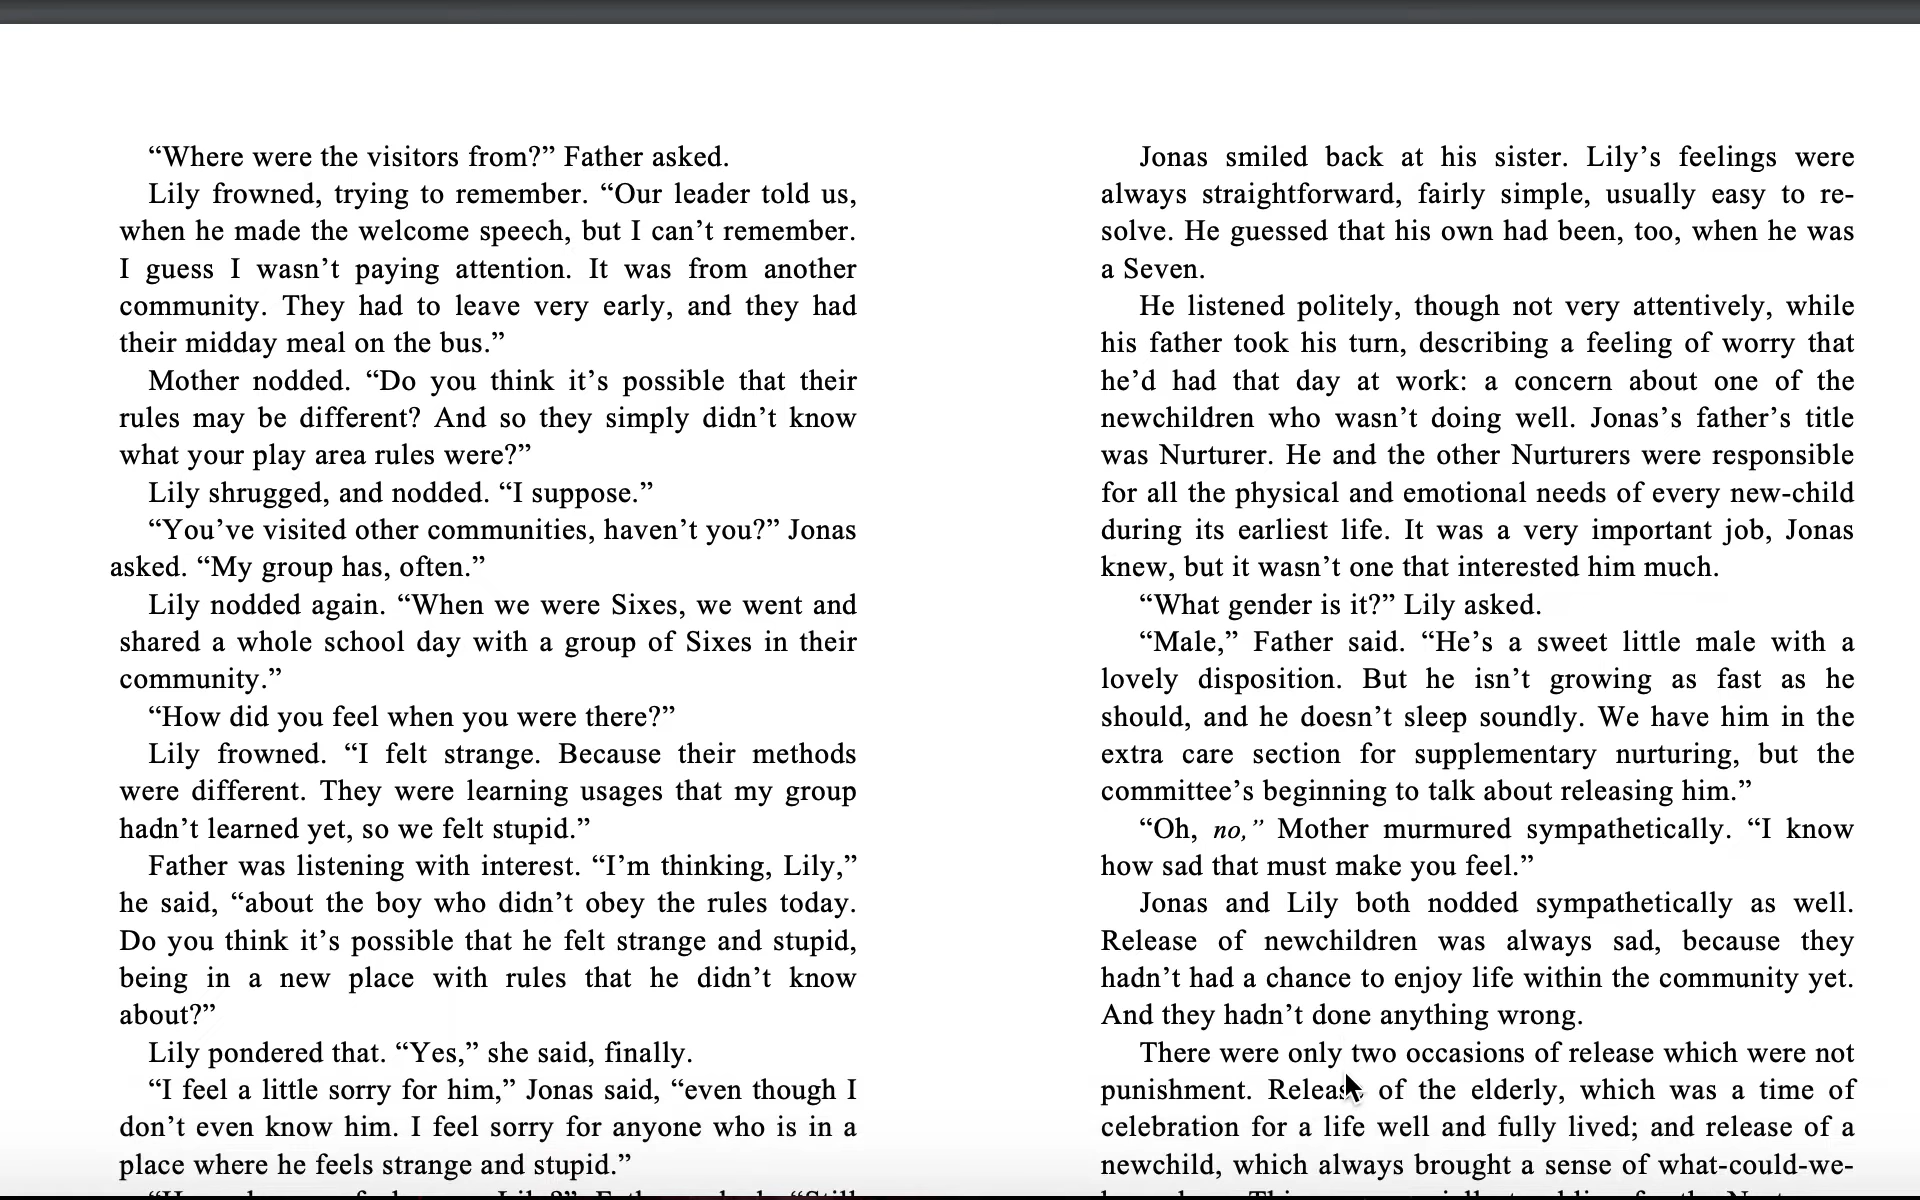 “Where were the visitors from?” Father asked.
Lily frowned, trying to remember. “Our leader told us,
when he made the welcome speech, but I can’t remember.
I guess I wasn’t paying attention. It was from another
community. They had to leave very early, and they had
their midday meal on the bus.”
Mother nodded. “Do you think it’s possible that their
rules may be different? And so they simply didn’t know
what your play area rules were?”
Lily shrugged, and nodded. “I suppose.”
“You’ve visited other communities, haven’t you?” Jonas
asked. “My group has, often.”
Lily nodded again. “When we were Sixes, we went and
shared a whole school day with a group of Sixes in their
community.”
“How did you feel when you were there?”
Lily frowned. “I felt strange. Because their methods
were different. They were learning usages that my group
hadn’t learned yet, so we felt stupid.”
Father was listening with interest. “I’m thinking, Lily,”
he said, “about the boy who didn’t obey the rules today.
Do you think it’s possible that he felt strange and stupid,
being in a new place with rules that he didn’t know
about?”
Lily pondered that. “Yes,” she said, finally.
“I feel a little sorry for him,” Jonas said, “even though I
don’t even know him. I feel sorry for anyone who is in a
place where he feels strange and stupid.”
Jonas smiled back at his sister. Lily’s feelings were
always straightforward, fairly simple, usually easy to re-
solve. He guessed that his own had been, too, when he was
a Seven.
He listened politely, though not very attentively, while
his father took his turn, describing a feeling of worry that
he’d had that day at work: a concern about one of the
newchildren who wasn’t doing well. Jonas’s father’s title
was Nurturer. He and the other Nurturers were responsible
for all the physical and emotional needs of every new-child
during its earliest life. It was a very important job, Jonas
knew, but it wasn’t one that interested him much.
“What gender is it?” Lily asked.
“Male,” Father said. “He’s a sweet little male with a
lovely disposition. But he isn’t growing as fast as he
should, and he doesn’t sleep soundly. We have him in the
extra care section for supplementary nurturing, but the
committee’s beginning to talk about releasing him.”
“Oh, no,” Mother murmured sympathetically. “I know
how sad that must make you feel.”
Jonas and Lily both nodded sympathetically as well.
Release of newchildren was always sad, because they
hadn’t had a chance to enjoy life within the community yet.
And they hadn’t done anything wrong.
There were only two occasions of release which were not
punishment. Release of the elderly, which was a time of
celebration for a life well and fully lived; and release of a
newchild, which always brought a sense of what-could-we-